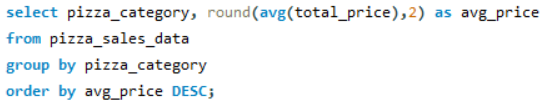 select pizza_category, round(avg(total_price),2) as avg_price
from pizza_sales_data
group by pizza_category
order by avg_price DESC;